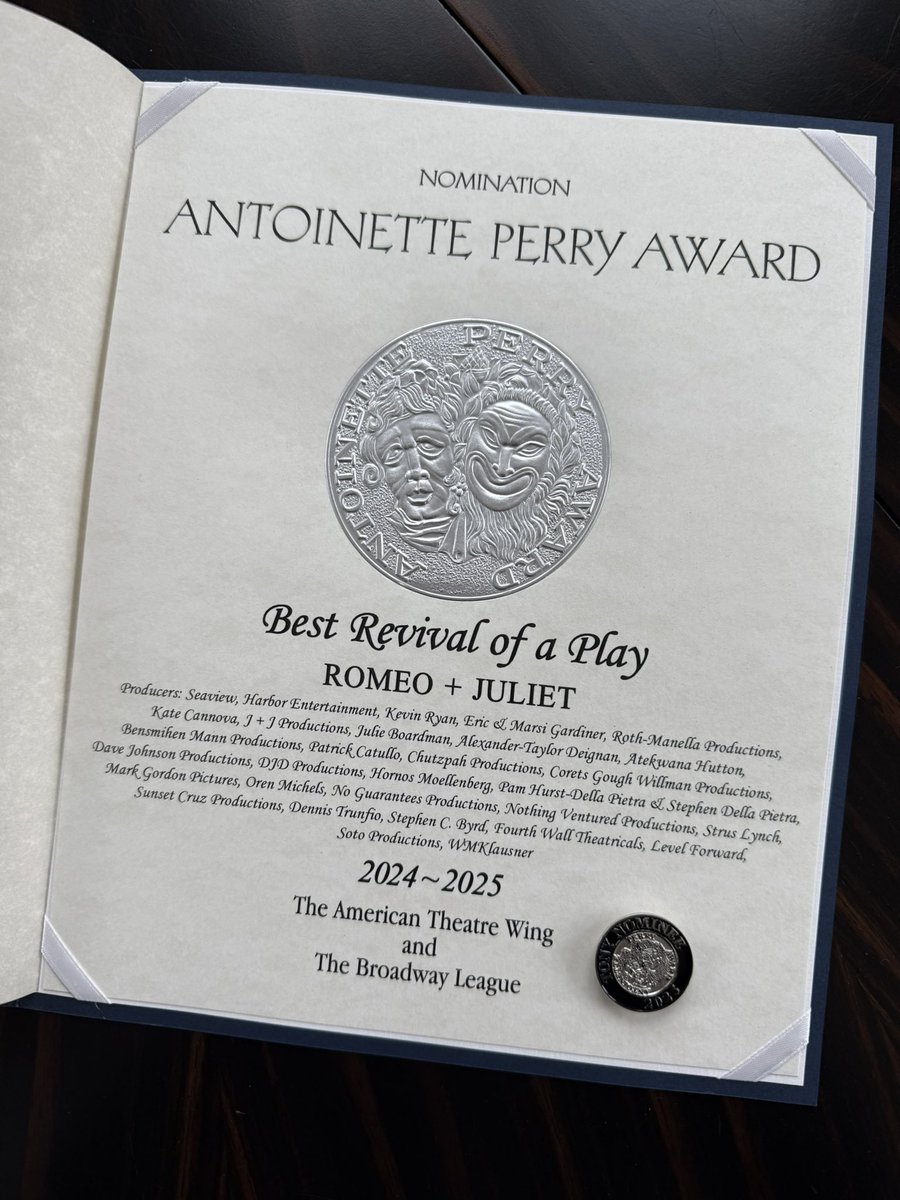 NOMINATION
ANTOINETTE PERRY AWARD
ANTOINETTE PERRY AWARD
Best Revival of a Play
ROMEO + JULIET
Producers: Seaview, Harbor Entertainment, Kevin Ryan, Eric & Marsi Gardiner, Roth-Manella Productions,
Kate Cannova, J + J Productions, Julie Boardman, Alexander-Taylor Deignan, Atekwana Hutton,
Bensmihen Mann Productions, Patrick Catullo, Chutzpah Productions, Corets Gough Willman Productions,
Dave Johnson Productions, DJD Productions, Hornos Moellenberg, Pam Hurst-Della Pietra & Stephen Della Pietra,
Mark Gordon Pictures, Oren Michels, No Guarantees Productions, Nothing Ventured Productions, Strus Lynch,
Sunset Cruz Productions, Dennis Trunfio, Stephen C. Byrd, Fourth Wall Theatricals, Level Forward,
Soto Productions, WMKlausner
2024~2025
The American Theatre Wing
and
The Broadway League
TONY NOMINEE
2025